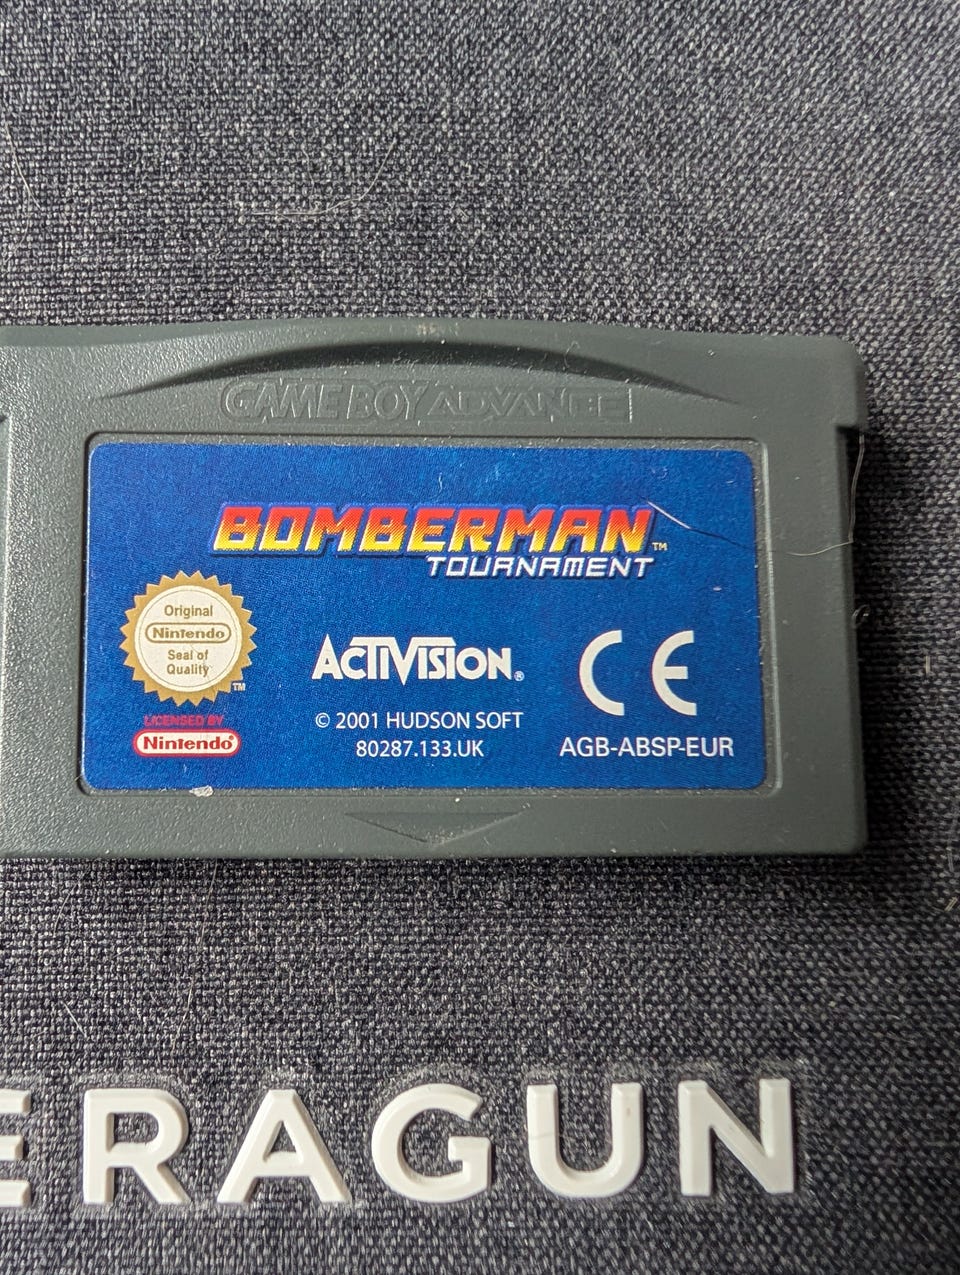 GAME BOY ADVANCE
BOMBERMAN™
TOURNAMENT
Original
Nintendo
Seal of
Quality
TM
LICENSED BY
Nintendo®
ACTIVISION®
© 2001 HUDSON SOFT
80287.133.UK
CE
AGB-ABSP-EUR
ERAGUN